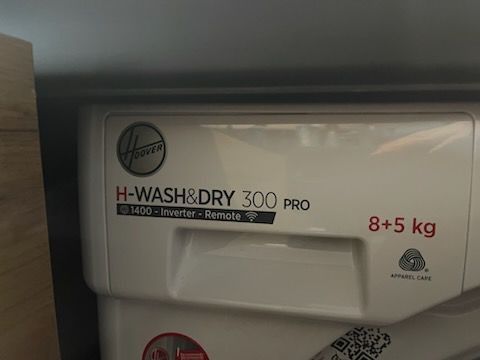 HOOVER
H-WASH&DRY 300 PRO
1400 - Inverter - Remote
8+5 kg
APPAREL CARE